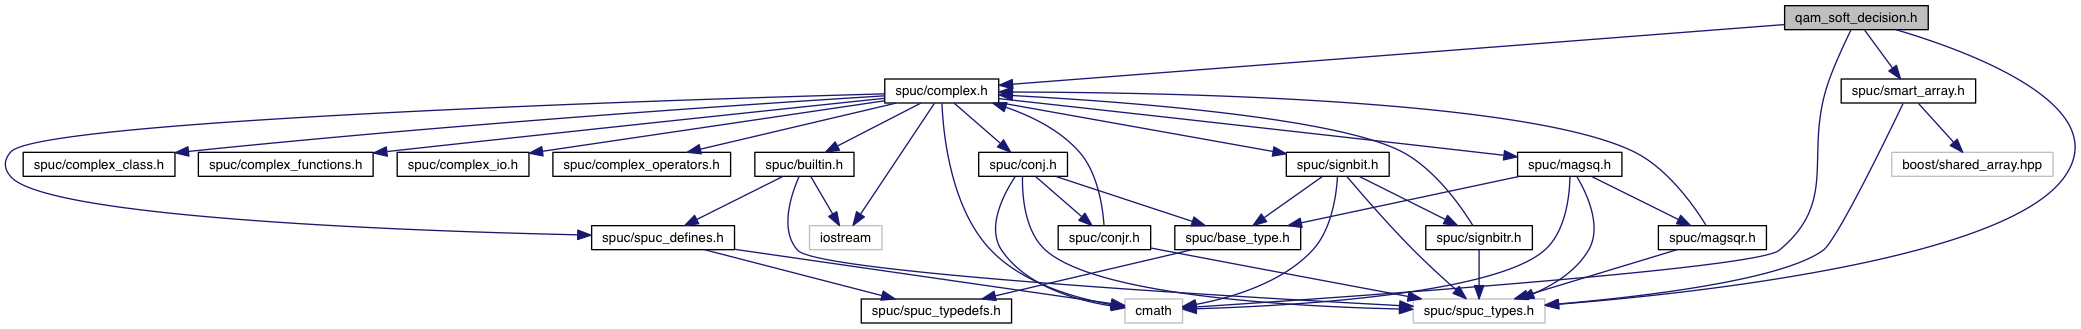 qam_soft_decision.h
spuc/complex.h
spuc/smart_array.h
spuc/complex_class.h
spuc/complex_functions.h
spuc/complex_io.h
spuc/complex_operators.h
spuc/builtin.h
spuc/conj.h
spuc/signbit.h
spuc/magsq.h
boost/shared_array.hpp
spuc/spuc_defines.h
iostream
spuc/conjr.h
spuc/base_type.h
spuc/signbitr.h
spuc/magsqr.h
spuc/spuc_typedefs.h
cmath
spuc/spuc_types.h